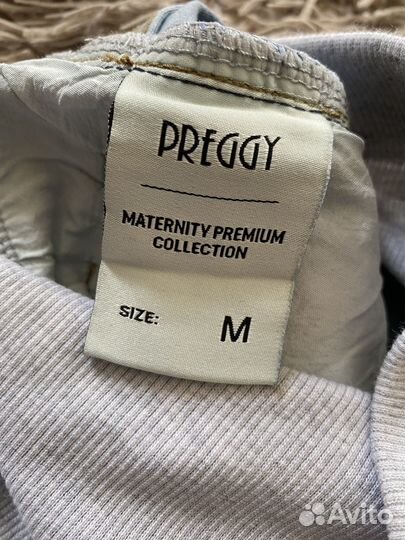 PREGGY
MATERNITY PREMIUM
COLLECTION
SIZE: M
Avito